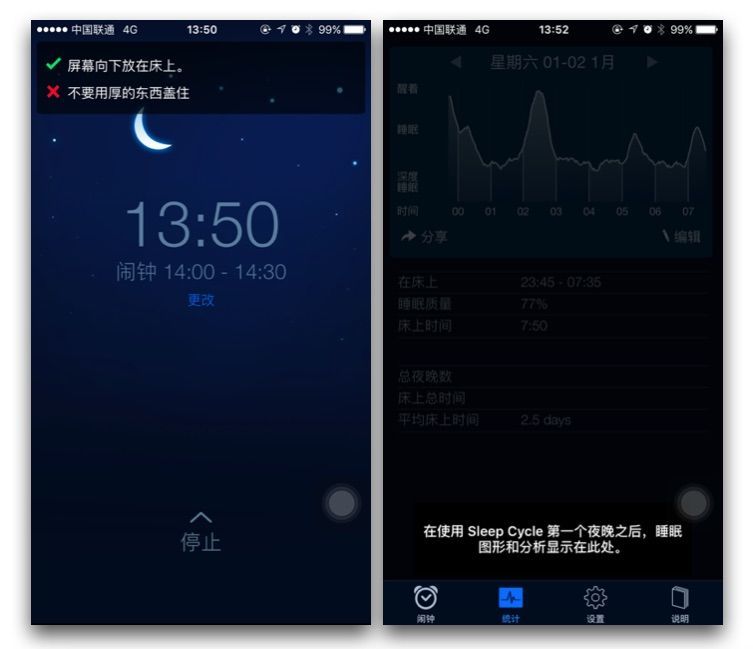 中国联通 4G 13:50 99%
屏幕向下放在床上。
不要用厚的东西盖住
13:50
闹钟 14:00 - 14:30
更改
停止
中国联通 4G 13:52 99%
星期六 01-02 1月
醒着
睡眠
深度
睡眠
时间 00 01 02 03 04 05 06 07
分享 编辑
在床上 23:45 - 07:35
睡眠质量 77%
床上时间 7:50
总夜晚数
床上总时间
平均床上时间 2.5 days
在使用 Sleep Cycle 第一个夜晚之后，睡眠
图形和分析显示在此处。
闹钟 统计 设置 说明